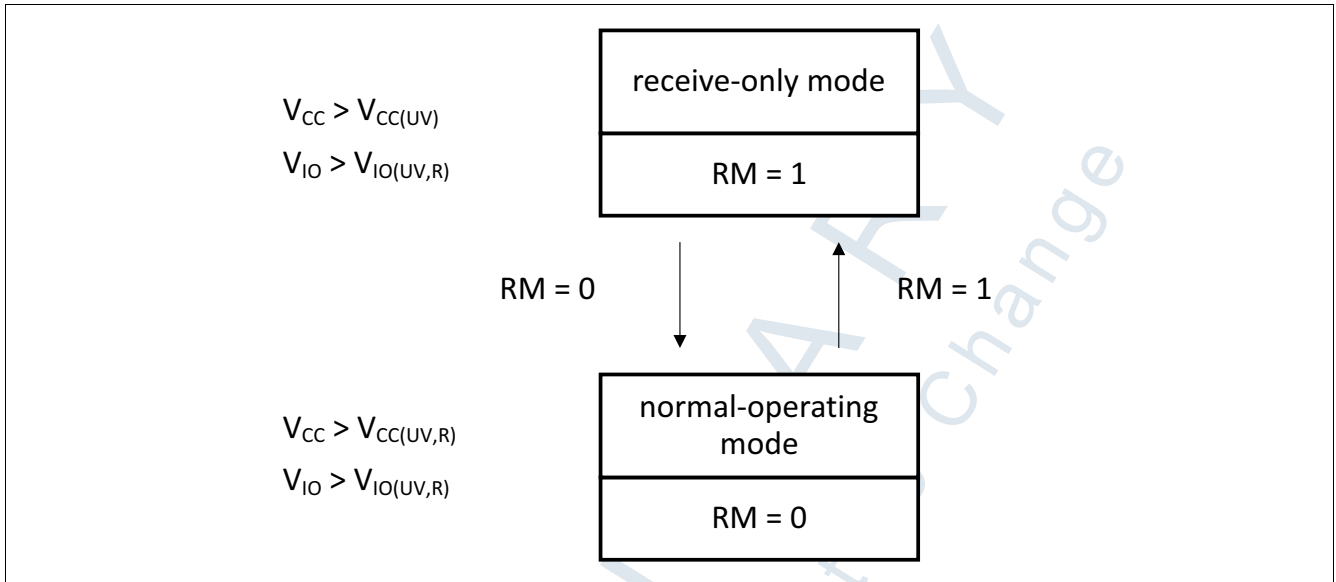 receive-only mode
V_CC > V_CC(UV)
V_IO > V_IO(UV,R)
RM = 1
RM = 0
RM = 1
normal-operating
mode
V_CC > V_CC(UV,R)
V_IO > V_IO(UV,R)
RM = 0
A R Y
Change